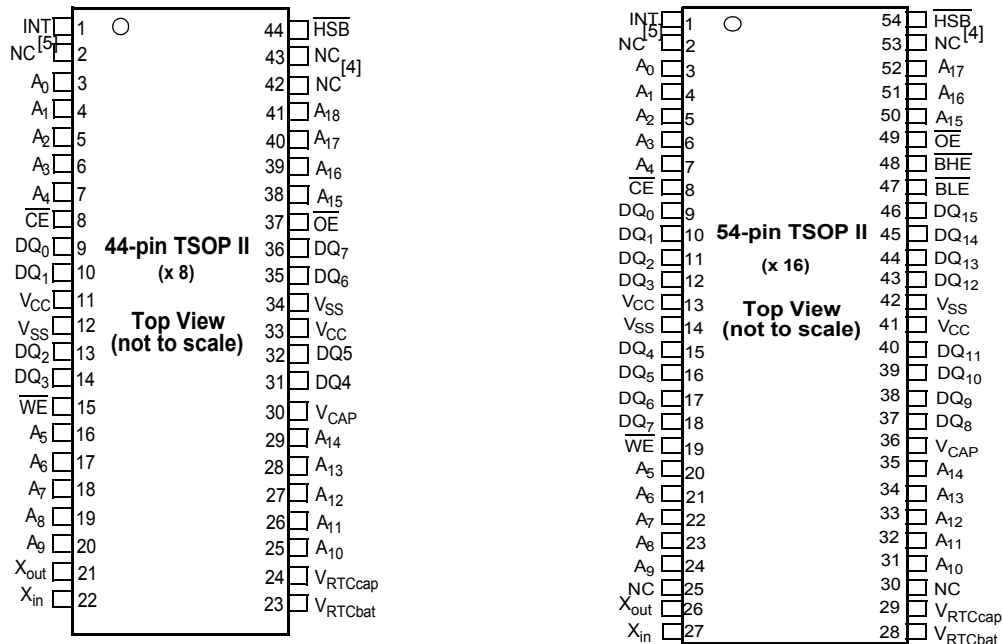 INT 1 44 HSB
[5]
NC 2 43 NC
[4]
A0 3 42 NC
A1 4 41 A18
A2 5 40 A17
A3 6 39 A16
A4 7 38 A15
CE 8 37 OE
DQ0 9 36 DQ7
DQ1 10 35 DQ6
VCC 11 34 VSS
VSS 12 33 VCC
DQ2 13 32 DQ5
DQ3 14 31 DQ4
WE 15 30 VCAP
A5 16 29 A14
A6 17 28 A13
A7 18 27 A12
A8 19 26 A11
A9 20 25 A10
Xout 21 24 VRTCcap
Xin 22 23 VRTCbat
44-pin TSOP II
(x 8)
Top View
(not to scale)
INT 1 54 HSB
[5]
NC 2 53 NC
[4]
A0 3 52 A17
A1 4 51 A16
A2 5 50 A15
A3 6 49 OE
A4 7 48 BHE
CE 8 47 BLE
DQ0 9 46 DQ15
DQ1 10 45 DQ14
DQ2 11 44 DQ13
DQ3 12 43 DQ12
VCC 13 42 VSS
VSS 14 41 VCC
DQ4 15 40 DQ11
DQ5 16 39 DQ10
DQ6 17 38 DQ9
DQ7 18 37 DQ8
WE 19 36 VCAP
A5 20 35 A14
A6 21 34 A13
A7 22 33 A12
A8 23 32 A11
A9 24 31 A10
NC 25 30 NC
Xout 26 29 VRTCcap
Xin 27 28 VRTCbat
54-pin TSOP II
(x 16)
Top View
(not to scale)